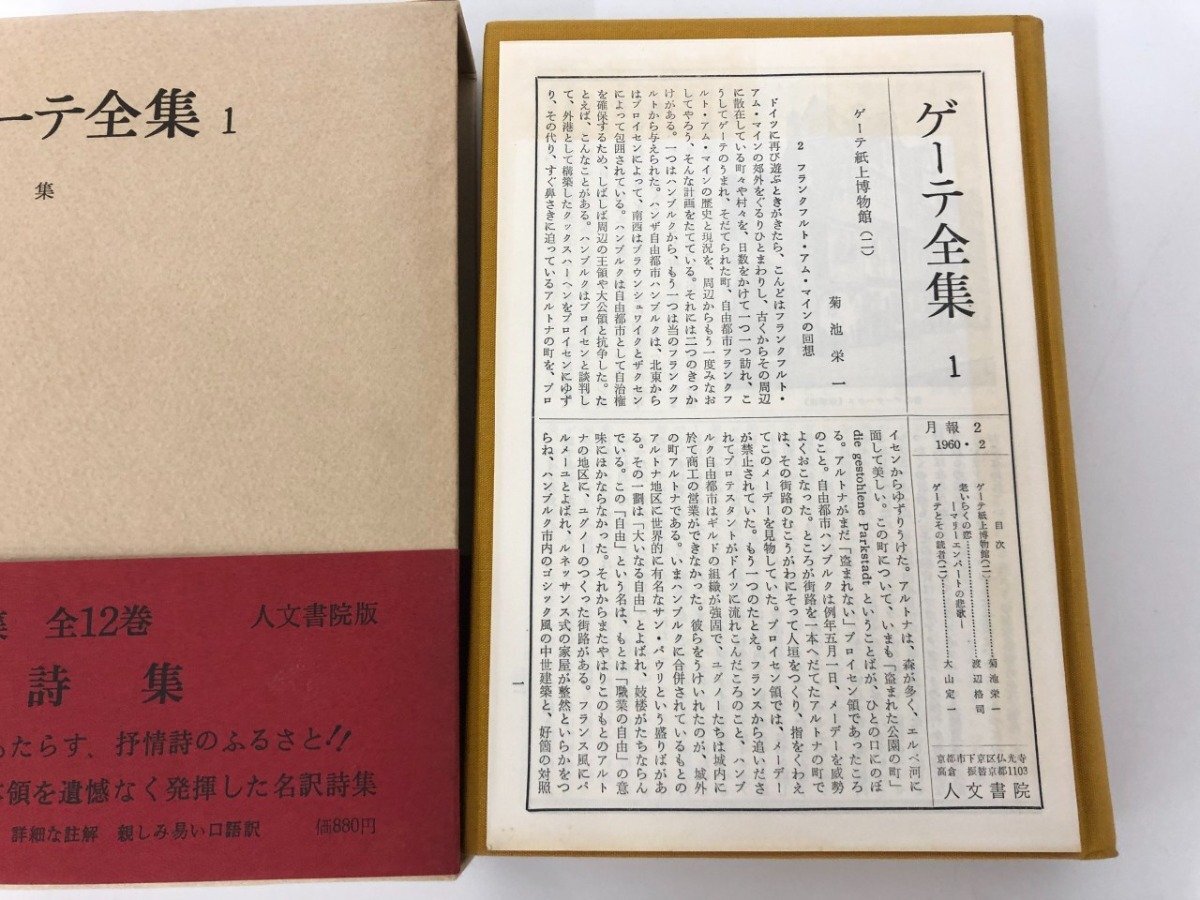 ーテ全集 1
集
集 全12巻
人文書院版
詩集
たらす、抒情詩のふるさと!!
領を遺憾なく発揮した名訳詩集
詳細な註解 親しみ易い口語訳 価880円
ゲーテ全集 1
月報2
1960・2
目次
ゲーテ紙上博物館(二)……菊池栄一
老いらくの恋……渡辺格司
―マリーエンバートの悲歌―
ゲーテとその読者(二)……大山定一
京都市下京区仏光寺
高倉 振替京都1103
人文書院
ゲーテ紙上博物館(二)
菊池栄一
2 フランクフルト・アム・マインの回想
ドイツに再び遊ぶときがきたら、こんどはフランクフルト・
アム・マインの郊外をぐるりひとまわりし、古くからその周辺
に散在している町々や村々を、日数をかけて一つ一つ訪れ、こ
うしてゲーテのうまれ、そだてられた町、自由都市フランクフ
ルト・アム・マインの歴史と現況を、周辺からもう一度みなお
してやろう、そんな計画をたてている。それには二つのきっか
けがある。一つはハンブルクから、もう一つは当のフランクフ
ルトから与えられた。ハンザ自由都市ハンブルクは、北東から
はプロイセンによって、南西はブラウンシュワイクとザクセン
によって包囲されている。ハンブルクは自由都市として自治権
を確保するため、しばしば周辺の王領や大公領と抗争した。た
とえば、こんなことがある。ハンブルクはプロイセンと談判し
て、外港として構築したクックスハーヘンをプロイセンにゆず
り、その代り、すぐ鼻さきに迫っているアルトナの町を、プロ
イセンからゆずりうけた。アルトナは、森が多く、エルベ河に
面して美しい。この町について、いまも「盗まれた公園の町」
die gestohlene Parkstadt ということばが、ひとの口にのぼ
る。アルトナがまだ「盗まれない」プロイセン領であったころ
のこと。自由都市ハンブルクは例年五月一日、メーデーを威勢
よくおこなった。ところが街路を一本へだてたアルトナの町で
は、その街路のむこうがわにそって人垣をつくり、指をくわえ
てこのメーデーを見物していた。プロイセン領では、メーデー
が禁止されていた。もう一つのたとえ。フランスから追いださ
れてプロテスタントがドイツに流れこんだころのこと、ハンブ
ルク自由都市はギルドの組織が強固で、ユグノーたちは城内に
於て商工の営業ができなかった。彼らをうけいれたのが、城外
の町アルトナである。いまハンブルクに合併されているもとの
アルトナ地区に世界的に有名なサン・パウリという盛りばがあ
る。その一劃は「大いなる自由」とよばれ、妓楼がたちならん
でいる。この「自由」という名は、もとは「職業の自由」の意
味にほかならなかった。それからまたやはりこのもとのアルト
ナの地区に、ユグノーのつくった街路がある。フランス風にパ
ルメーユとよばれ、ルネッサンス式の家屋が整然といらかをつ
らね、ハンブルク市内のゴシック風の中世建築と、好箇の対照
一